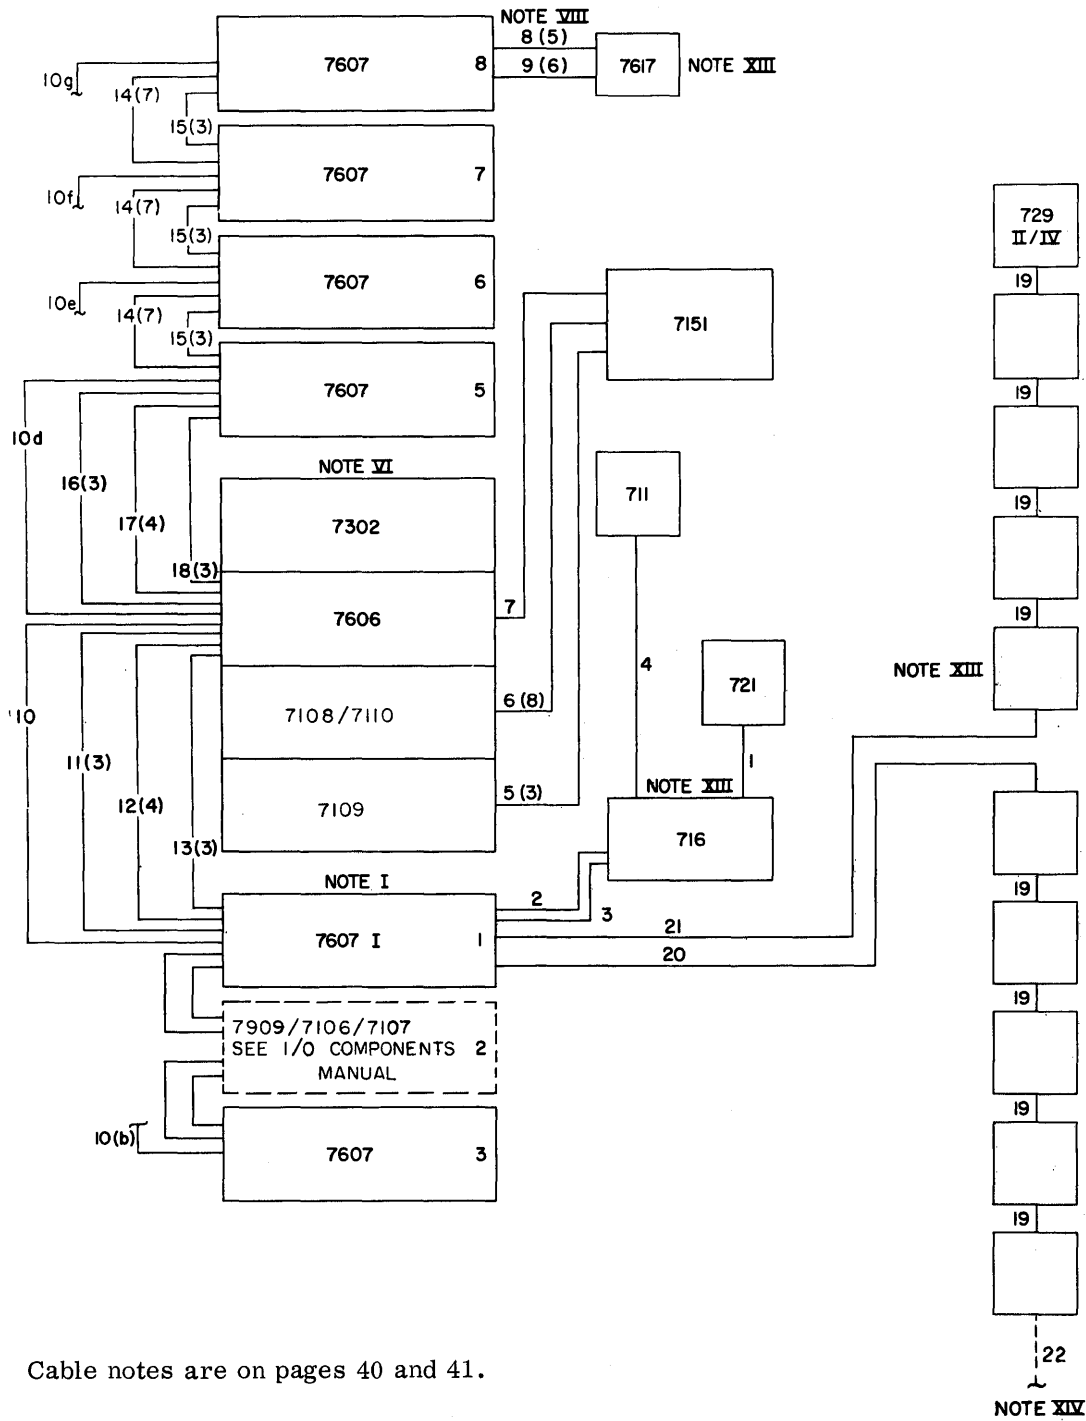 NOTE VIII
8 (5)
7607 8
9 (6)
7617
NOTE XIII
10g
14(7)
15(3)
7607 7
10f
14(7)
15(3)
7607 6
10e
14(7)
15(3)
7607 5
729
II/IV
19
19
19
19
7151
10d
16(3)
17(4)
18(3)
NOTE VI
7302
7606
7
7108/7110
6 (8)
7109
5 (3)
711
4
721
1
NOTE XIII
NOTE XIII
716
10
11(3)
12(4)
13(3)
NOTE I
7607 I 1
2
3
21
20
7909/7106/7107
SEE I/O COMPONENTS 2
MANUAL
10(b)
7607 3
19
19
19
19
22
NOTE XIV
Cable notes are on pages 40 and 41.